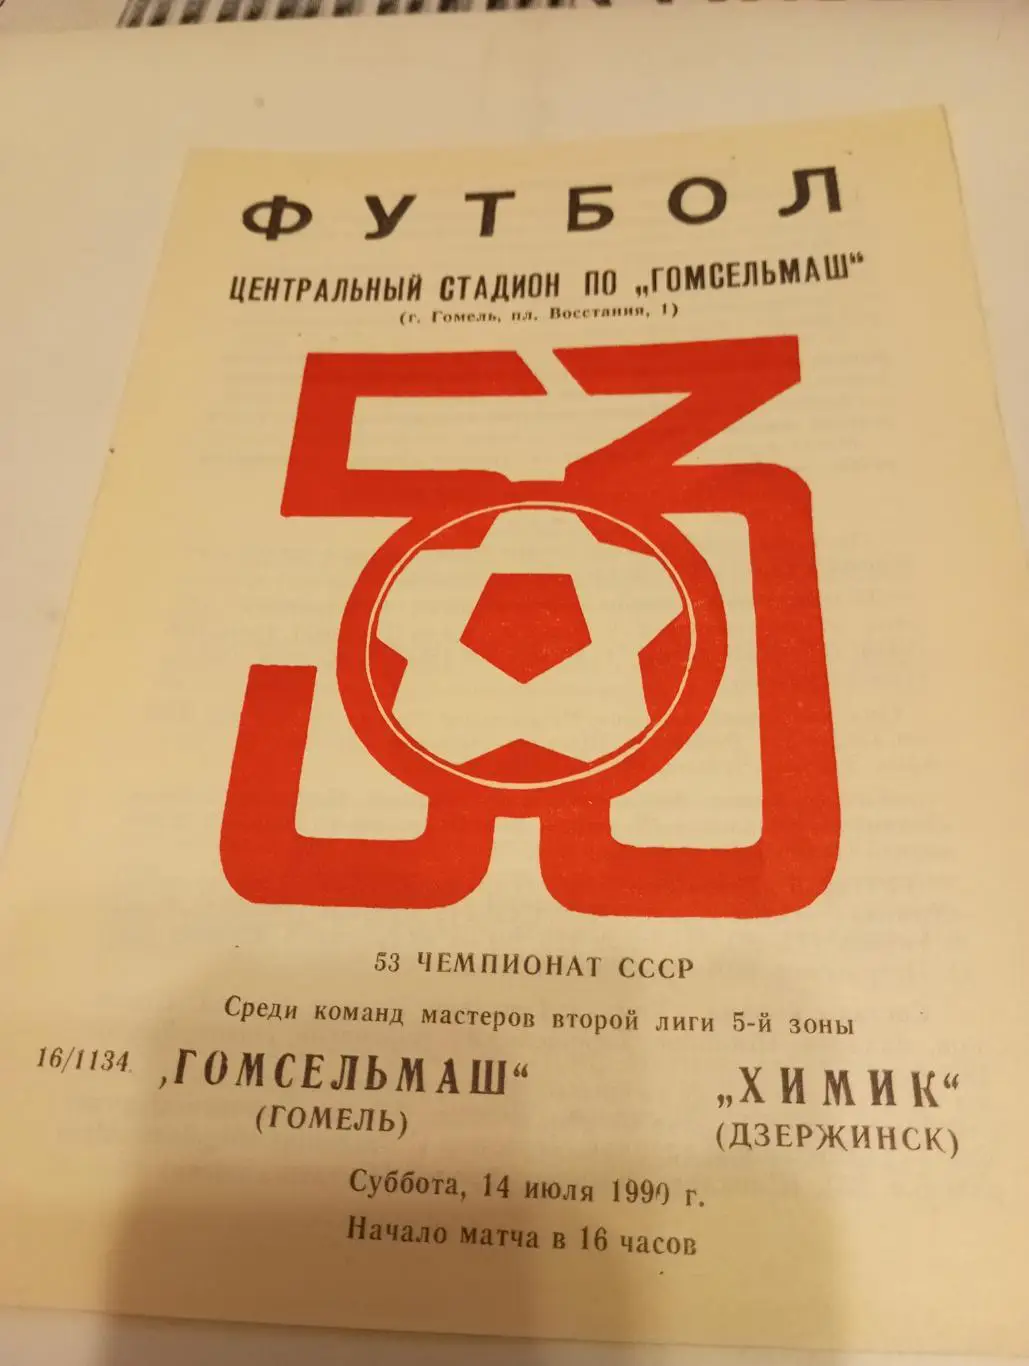 ФУТБОЛ
ЦЕНТРАЛЬНЫЙ СТАДИОН ПО „ГОМСЕЛЬМАШ“
(г. Гомель, пл. Восстания, 1)
53
53 ЧЕМПИОНАТ СССР
Среди команд мастеров второй лиги 5-й зоны
16/1134. „ГОМСЕЛЬМАШ“ „ХИМИК“
(ГОМЕЛЬ) (ДЗЕРЖИНСК)
Суббота, 14 июля 1990 г.
Начало матча в 16 часов